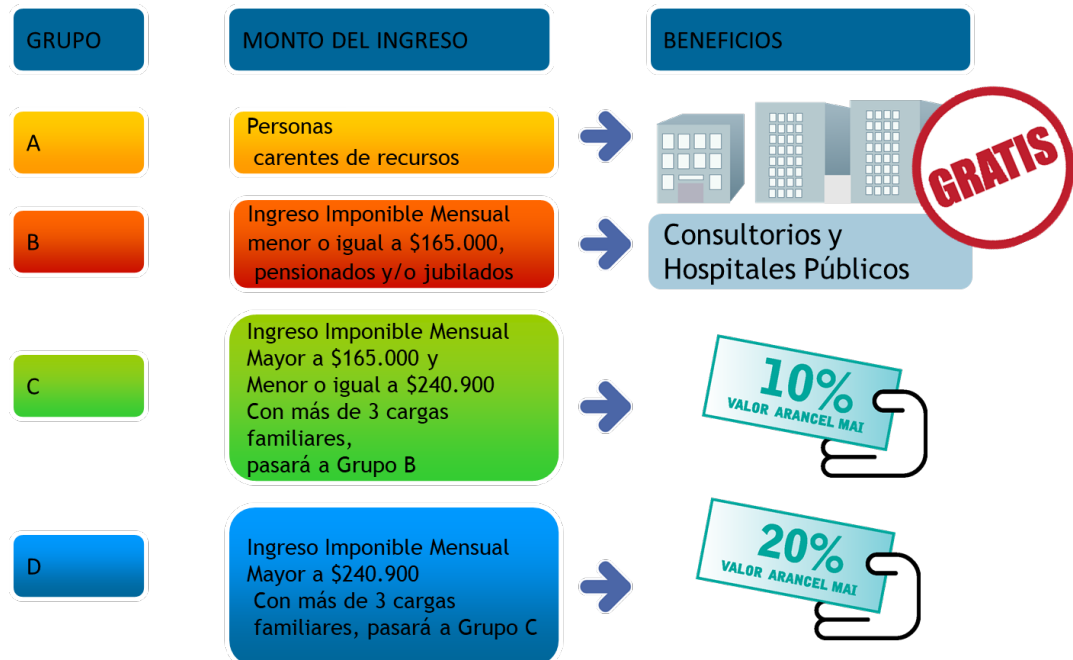 GRUPO
MONTO DEL INGRESO
BENEFICIOS
A
Personas
carentes de recursos
GRATIS
B
Ingreso Imponible Mensual
menor o igual a $165.000,
pensionados y/o jubilados
Consultorios y
Hospitales Públicos
C
Ingreso Imponible Mensual
Mayor a $165.000 y
Menor o igual a $240.900
Con más de 3 cargas
familiares,
pasará a Grupo B
10%
VALOR ARANCEL MAI
D
Ingreso Imponible Mensual
Mayor a $240.900
Con más de 3 cargas
familiares, pasará a Grupo C
20%
VALOR ARANCEL MAI